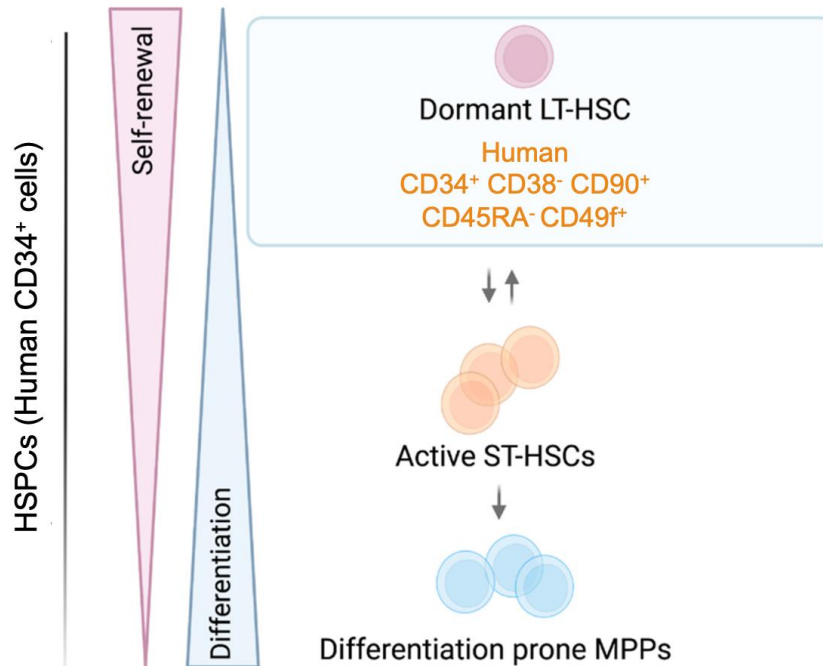 HSPCs (Human CD34⁺ cells)
Self-renewal
Differentiation
Dormant LT-HSC
Human
CD34⁺ CD38⁻ CD90⁺
CD45RA⁻ CD49f⁺
Active ST-HSCs
Differentiation prone MPPs